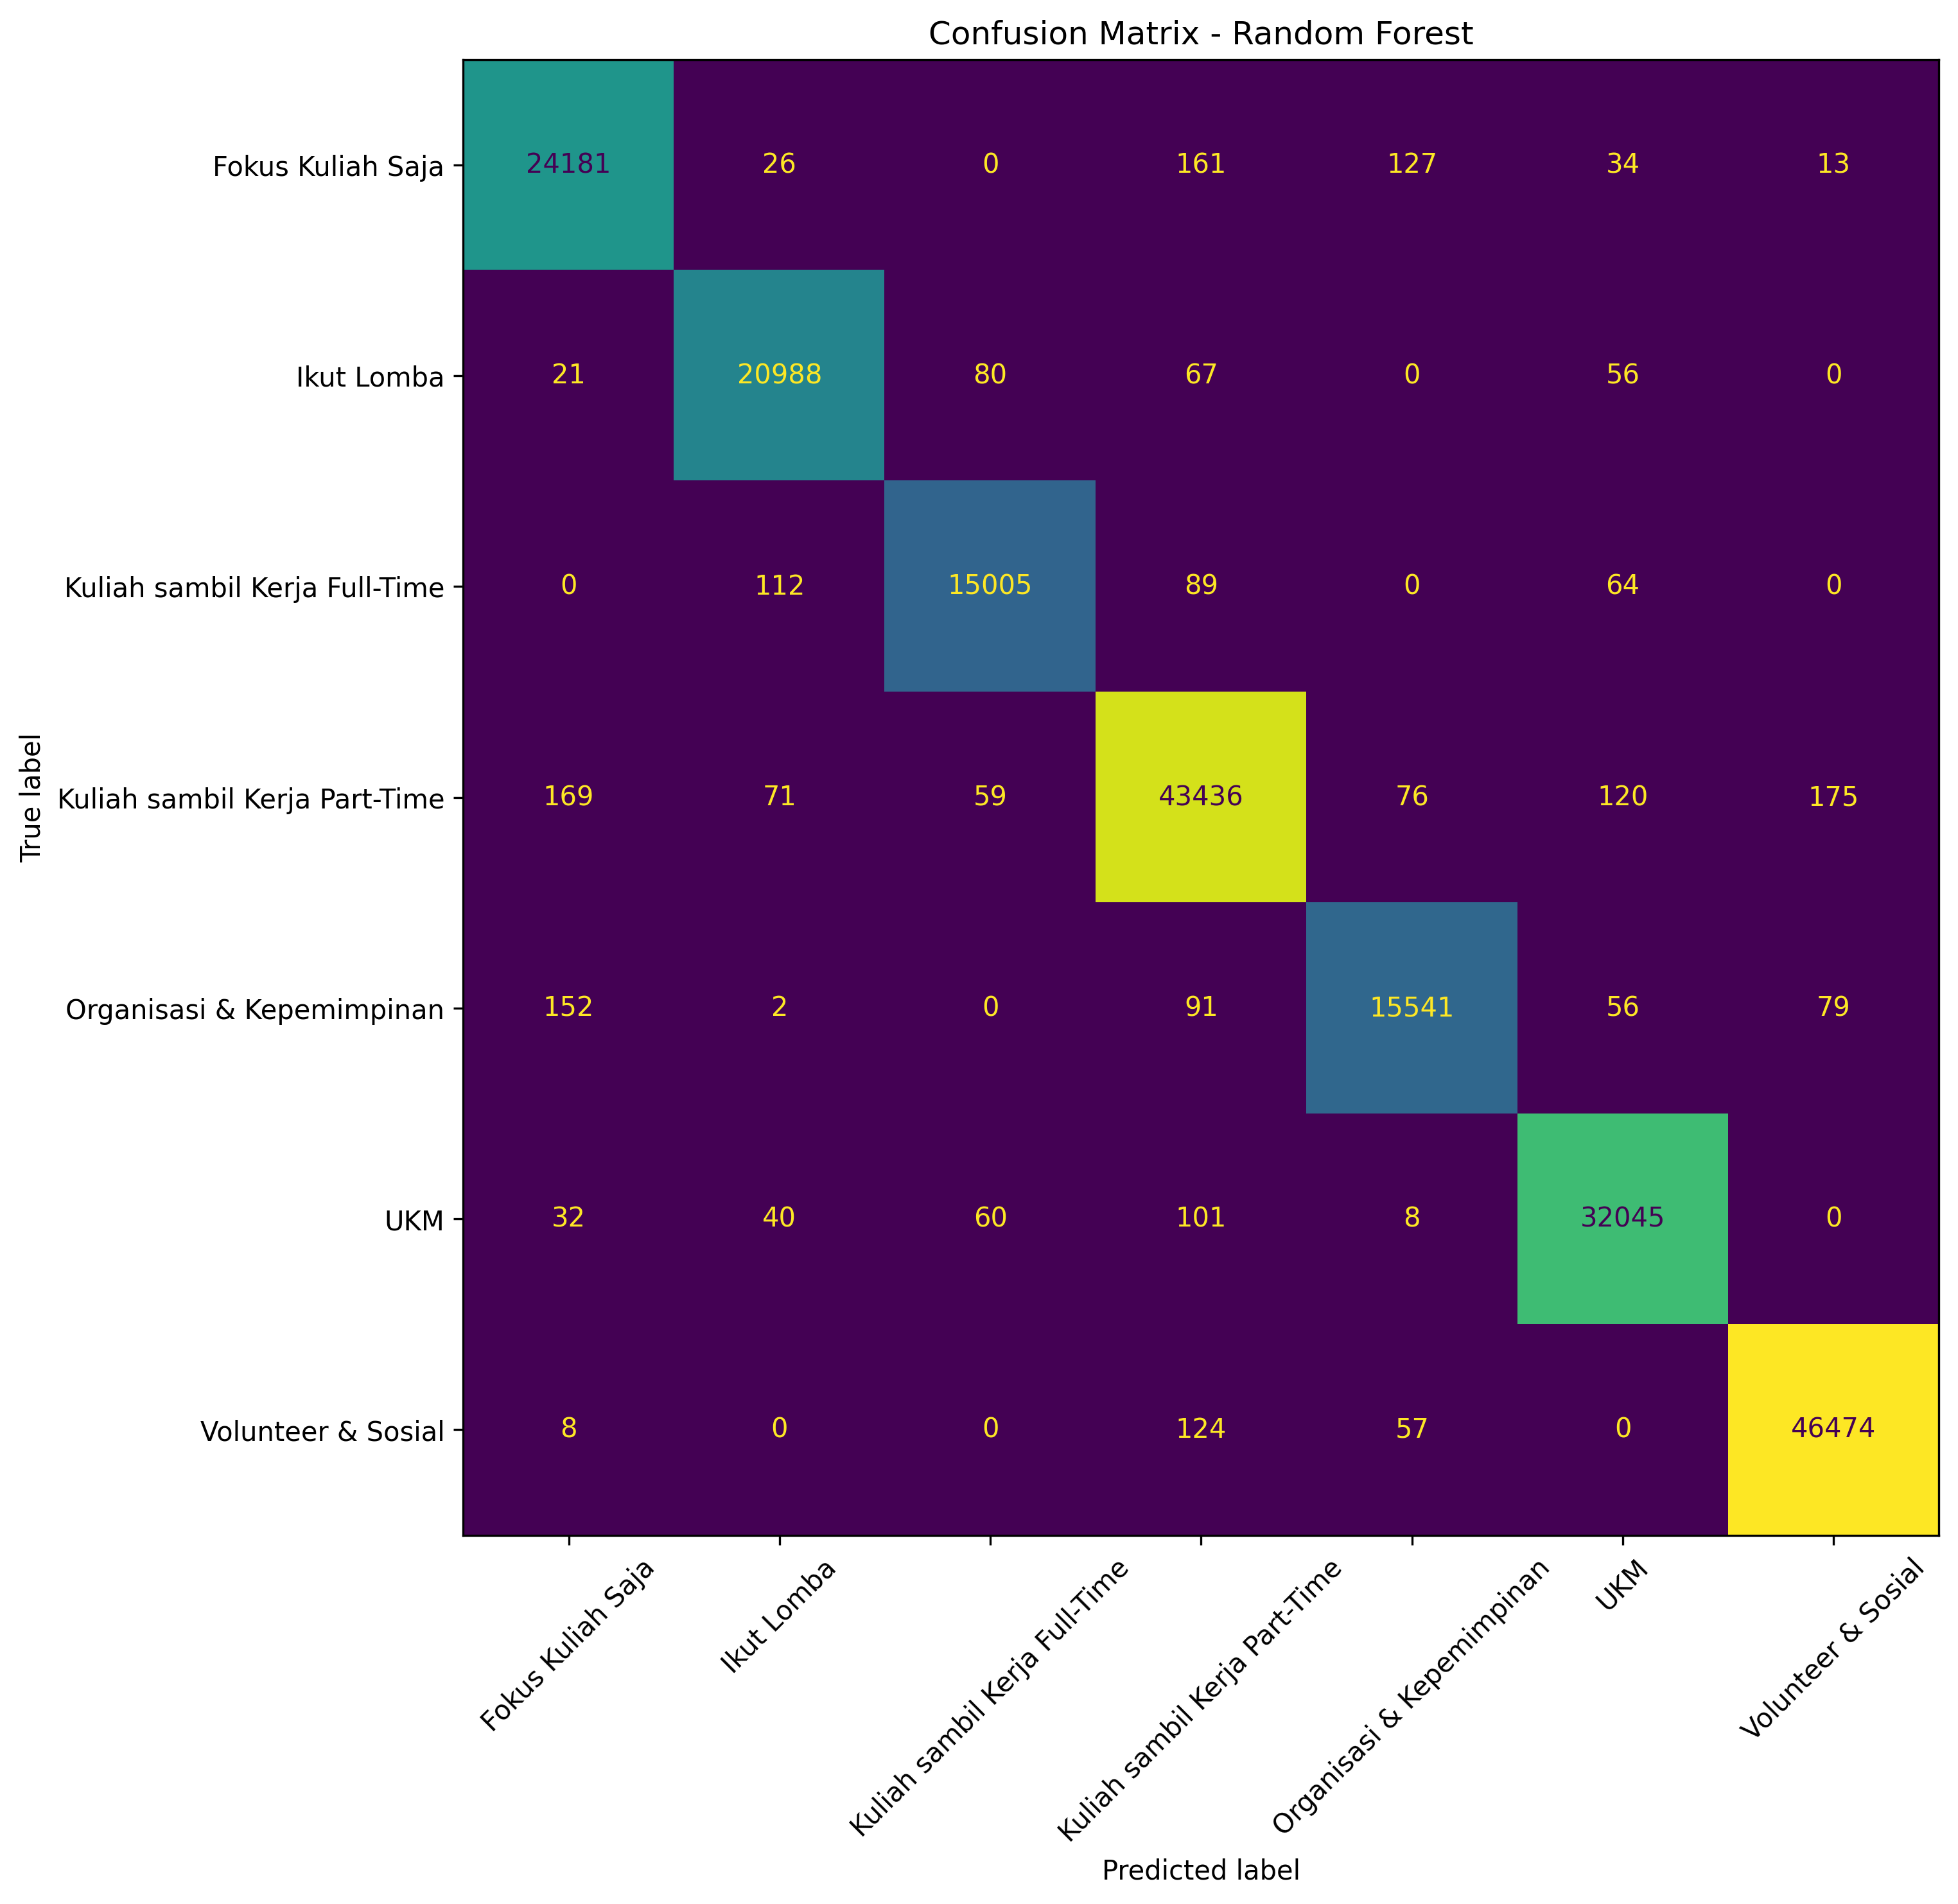 Confusion Matrix - Random Forest
True label
Fokus Kuliah Saja 24181 26 0 161 127 34 13
Ikut Lomba 21 20988 80 67 0 56 0
Kuliah sambil Kerja Full-Time 0 112 15005 89 0 64 0
Kuliah sambil Kerja Part-Time 169 71 59 43436 76 120 175
Organisasi & Kepemimpinan 152 2 0 91 15541 56 79
UKM 32 40 60 101 8 32045 0
Volunteer & Sosial 8 0 0 124 57 0 46474
Fokus Kuliah Saja
Ikut Lomba
Kuliah sambil Kerja Full-Time
Kuliah sambil Kerja Part-Time
Organisasi & Kepemimpinan
UKM
Volunteer & Sosial
Predicted label